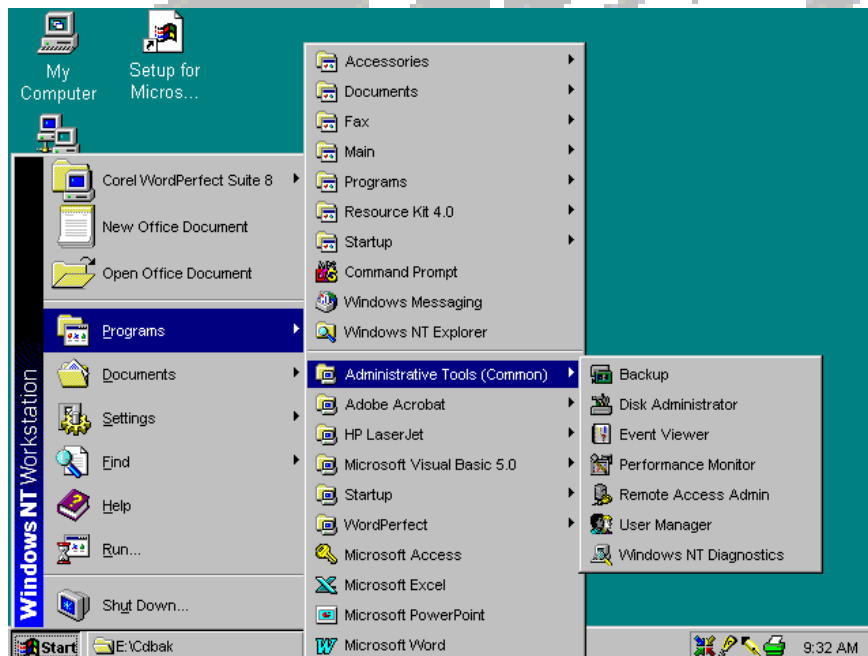 My
Computer
Setup for
Micros...
Windows NT Workstation
Corel WordPerfect Suite 8
New Office Document
Open Office Document
Programs
Documents
Settings
Find
Help
Run...
Shut Down...
Accessories
Documents
Fax
Main
Programs
Resource Kit 4.0
Startup
Command Prompt
Windows Messaging
Windows NT Explorer
Administrative Tools (Common)
Adobe Acrobat
HP LaserJet
Microsoft Visual Basic 5.0
Startup
WordPerfect
Microsoft Access
Microsoft Excel
Microsoft PowerPoint
Microsoft Word
Backup
Disk Administrator
Event Viewer
Performance Monitor
Remote Access Admin
User Manager
Windows NT Diagnostics
Start
E:\Cdbak
9:32 AM